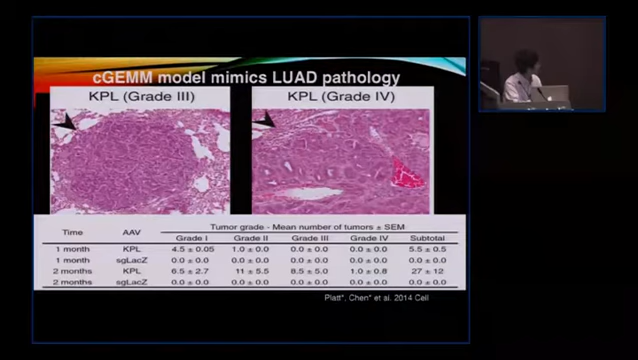 cGEMM model mimics LUAD pathology
KPL (Grade III) KPL (Grade IV)
Tumor grade - Mean number of tumors ± SEM
Time AAV Grade I Grade II Grade III Grade IV Subtotal
1 month KPL 4.5 ± 0.05 1.0 ± 0.0 0.0 ± 0.0 0.0 ± 0.0 5.5 ± 0.5
1 month sgLacZ 0.0 ± 0.0 0.0 ± 0.0 0.0 ± 0.0 0.0 ± 0.0 0.0 ± 0.0
2 months KPL 6.5 ± 2.7 11 ± 5.5 8.5 ± 5.0 1.0 ± 0.8 27 ± 12
2 months sgLacZ 0.0 ± 0.0 0.0 ± 0.0 0.0 ± 0.0 0.0 ± 0.0 0.0 ± 0.0
Platt*, Chen* et al. 2014 Cell